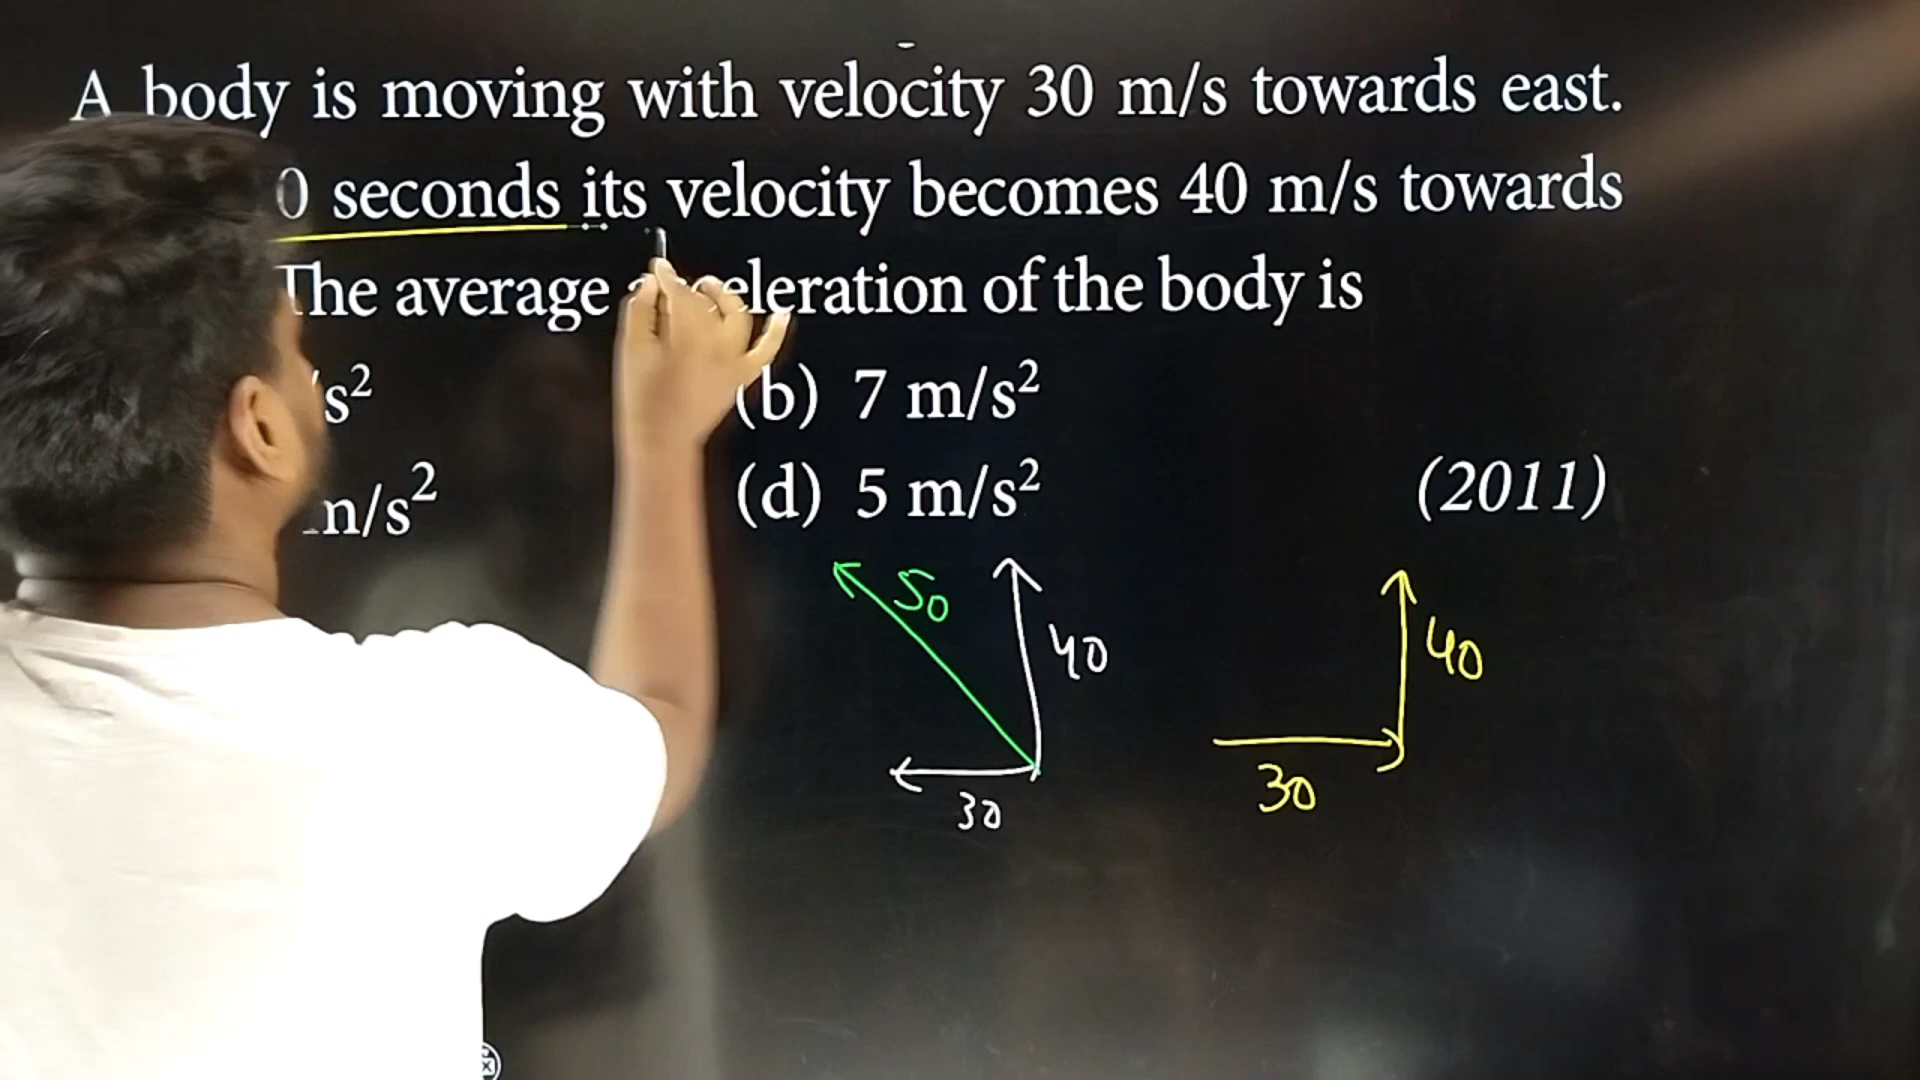 A body is moving with velocity 30 m/s towards east.
0 seconds its velocity becomes 40 m/s towards
The average acceleration of the body is
/s²
(b) 7 m/s²
m/s²
(d) 5 m/s²
(2011)
50
40
30
40
30